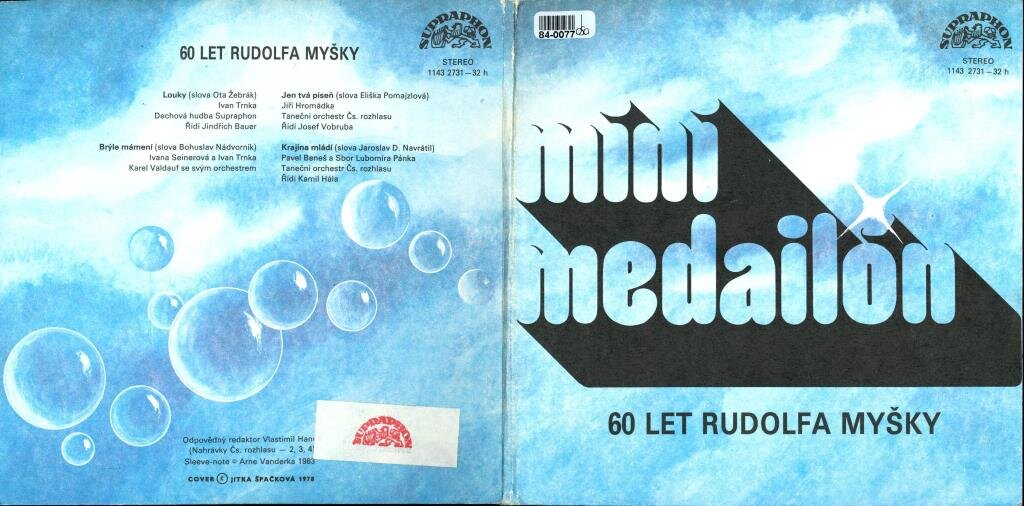 60 LET RUDOLFA MYŠKY
SUPRAPHON
STEREO
1143 2731 – 32 h
Louky (slova Ota Žebrák)
Ivan Trnka
Dechová hudba Supraphon
Řídí Jindřich Bauer
Jen tvá píseň (slova Eliška Pomajzlová)
Jiří Hromádka
Taneční orchestr Čs. rozhlasu
Řídí Josef Vobruba
Brýle mámení (slova Bohuslav Nádvorník)
Ivana Seinerová a Ivan Trnka
Karel Valdauf se svým orchestrem
Krajina mládí (slova Jaroslav D. Navrátil)
Pavel Beneš a Sbor Lubomíra Pánka
Taneční orchestr Čs. rozhlasu
Řídí Kamil Hála
Odpovědný redaktor Vlastimil
(Nahrávky Čs. rozhlasu – 2, 3, 4
Sleeve-note © Arne Vanderka 1983
COVER © JITKA ŠPAČKOVÁ 1978
SUPRAPHON
84-0077
SUPRAPHON
STEREO
1143 2731 – 32 h
mini
medailón
60 LET RUDOLFA MYŠKY